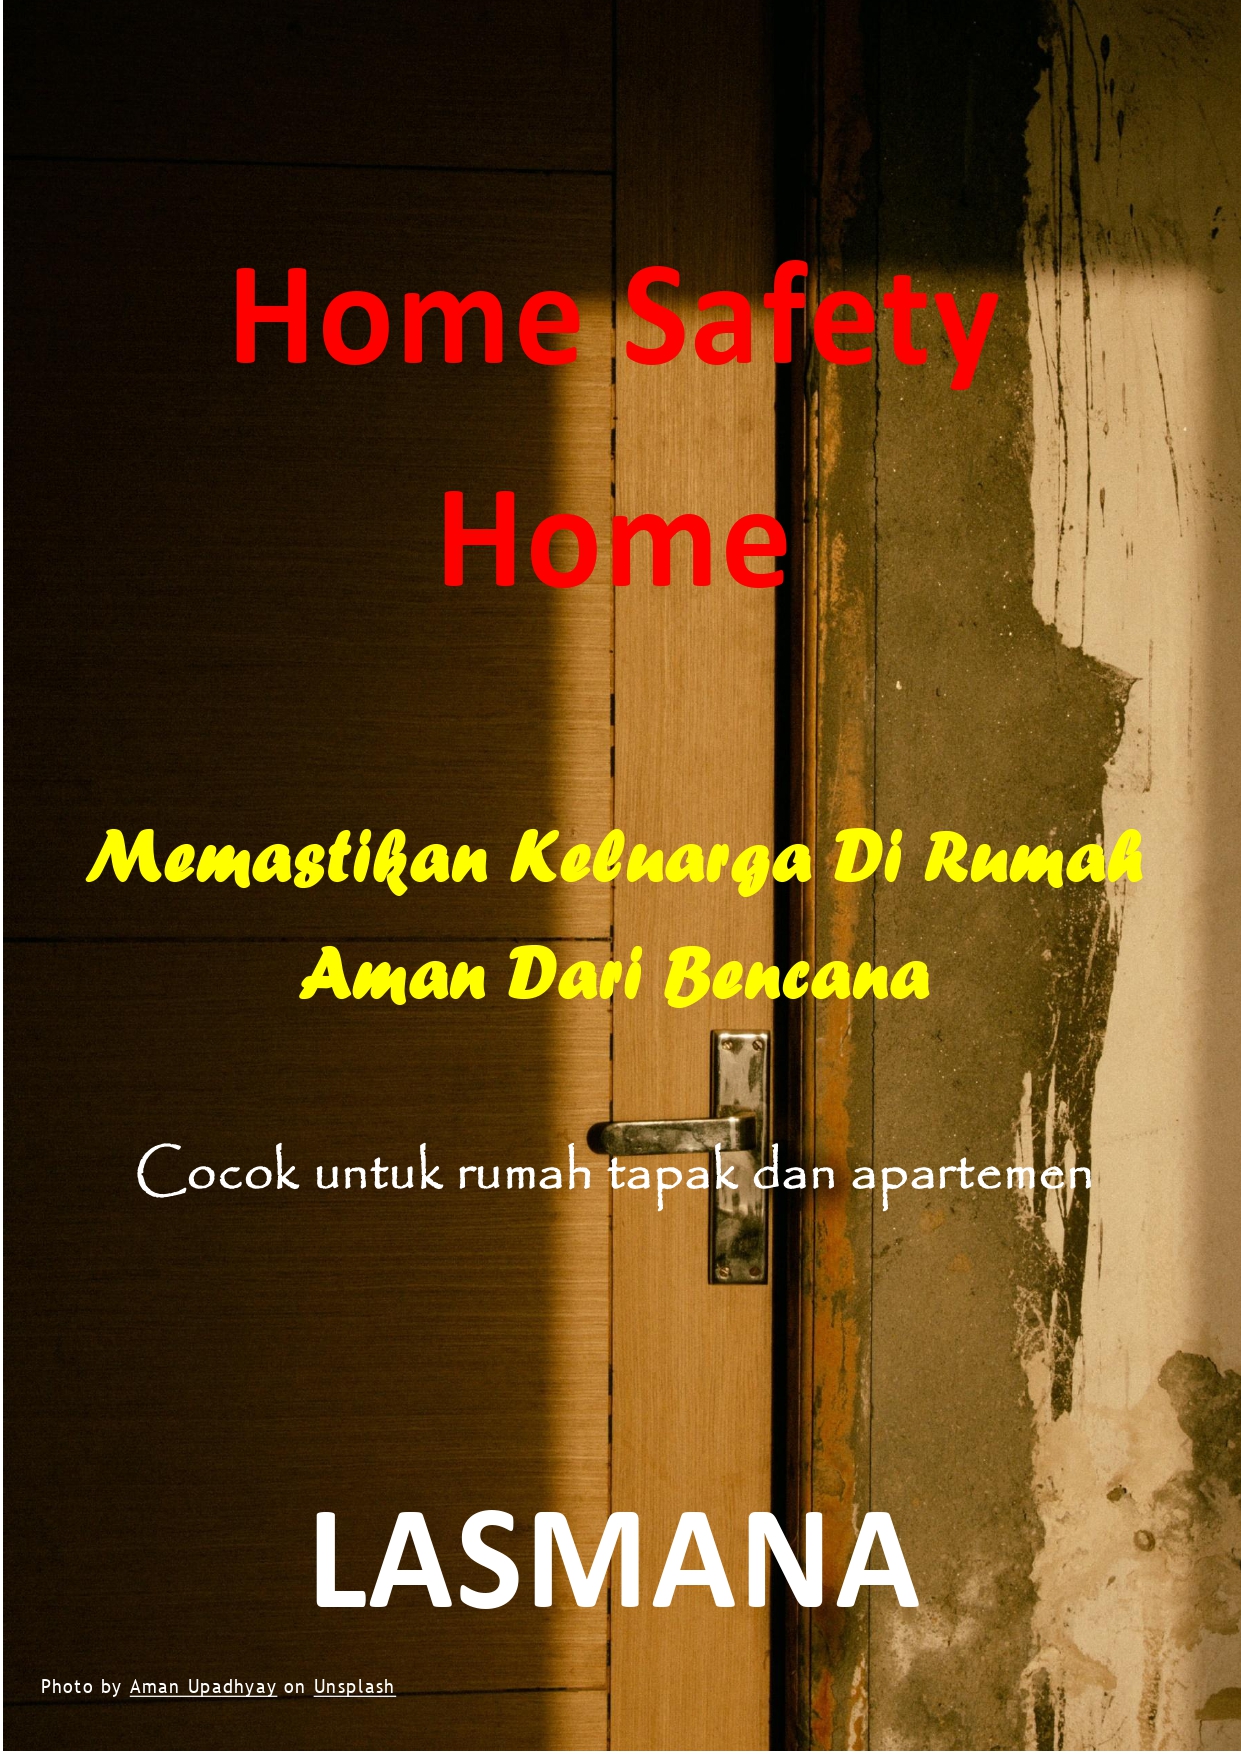 Home Safety
Home
Memastikan Keluarga Di Rumah
Aman Dari Bencana
Cocok untuk rumah tapak dan apartemen
LASMANA
Photo by Aman Upadhyay on Unsplash